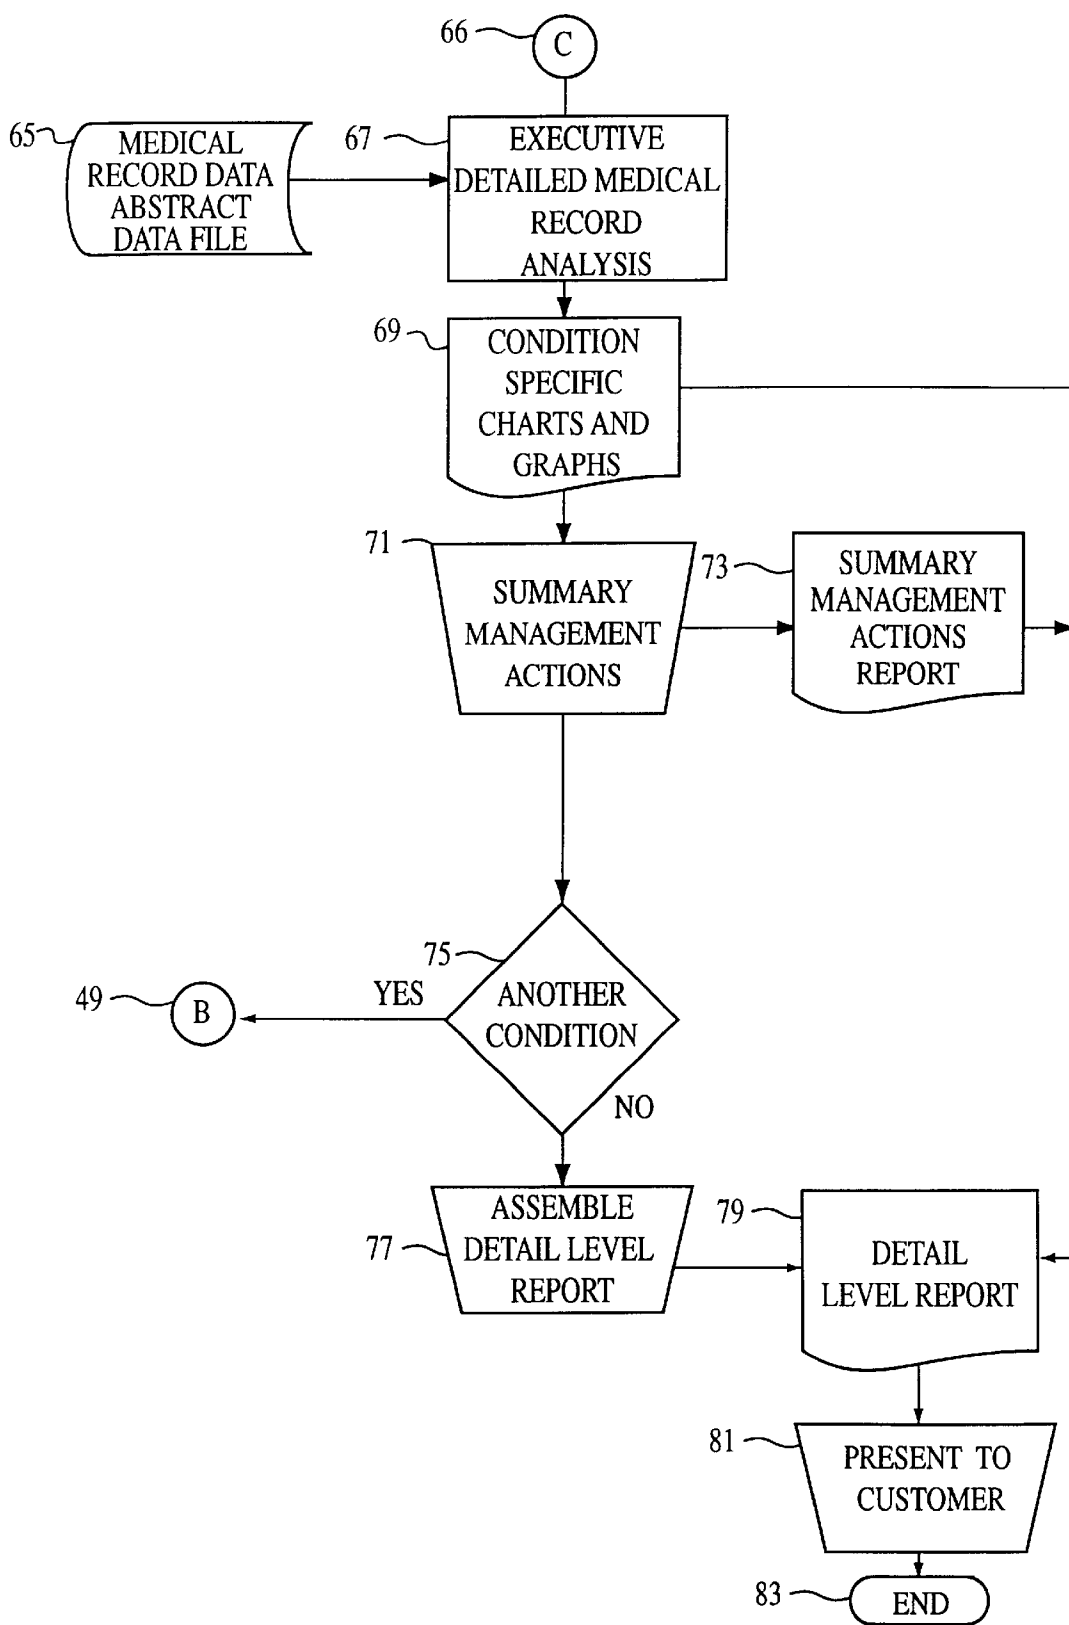 66
C
65
MEDICAL
RECORD DATA
ABSTRACT
DATA FILE
67
EXECUTIVE
DETAILED MEDICAL
RECORD
ANALYSIS
69
CONDITION
SPECIFIC
CHARTS AND
GRAPHS
71
SUMMARY
MANAGEMENT
ACTIONS
73
SUMMARY
MANAGEMENT
ACTIONS
REPORT
75
ANOTHER
CONDITION
YES
49
B
NO
77
ASSEMBLE
DETAIL LEVEL
REPORT
79
DETAIL
LEVEL REPORT
81
PRESENT TO
CUSTOMER
83
END